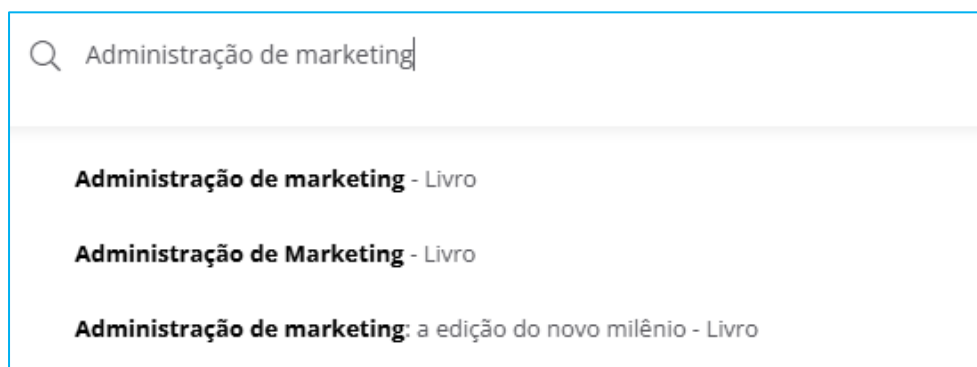 Administração de marketing
Administração de marketing - Livro
Administração de Marketing - Livro
Administração de marketing: a edição do novo milênio - Livro